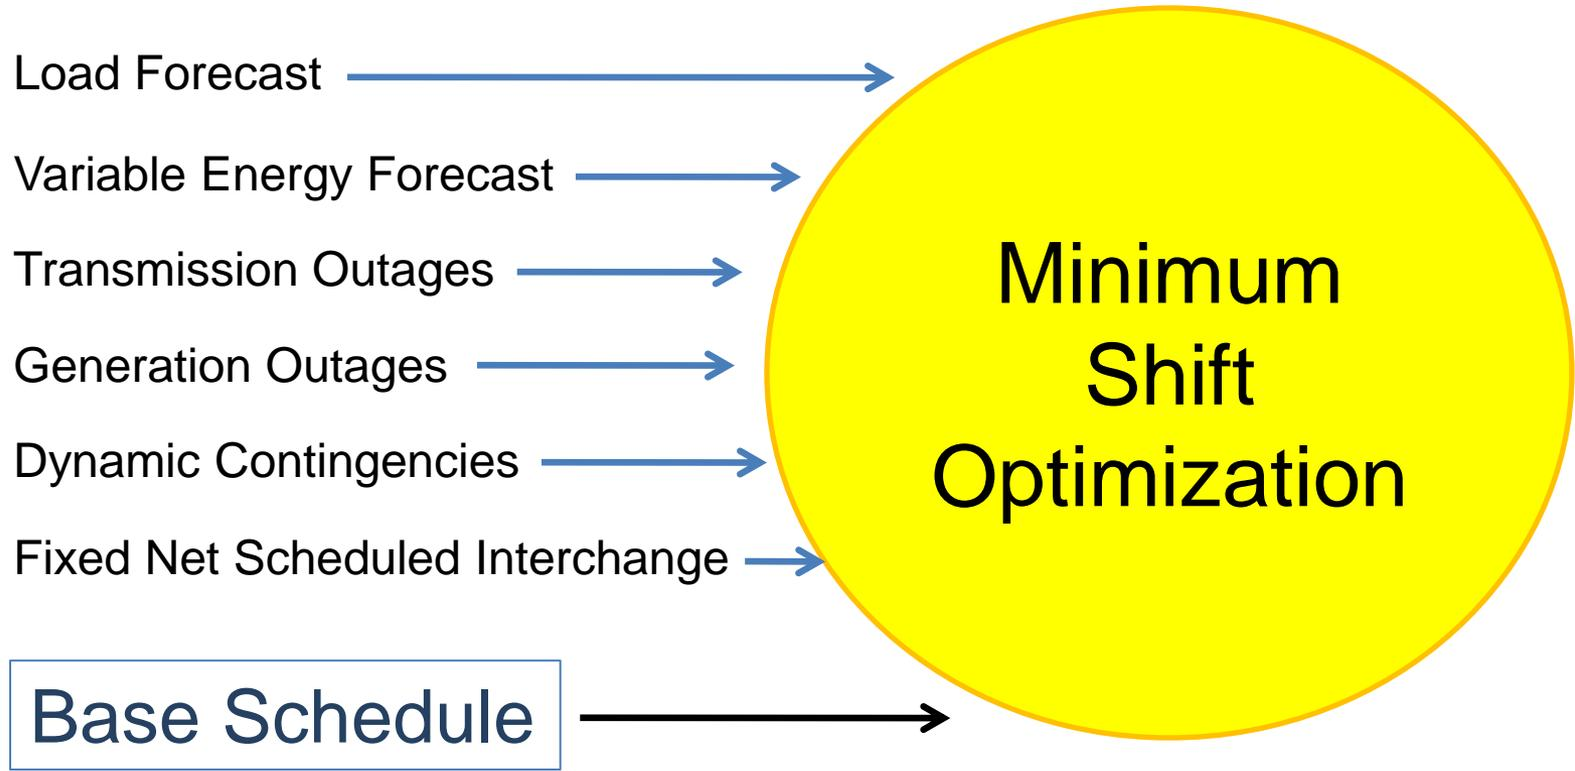 Load Forecast
Variable Energy Forecast
Transmission Outages
Generation Outages
Dynamic Contingencies
Fixed Net Scheduled Interchange
Base Schedule
Minimum
Shift
Optimization